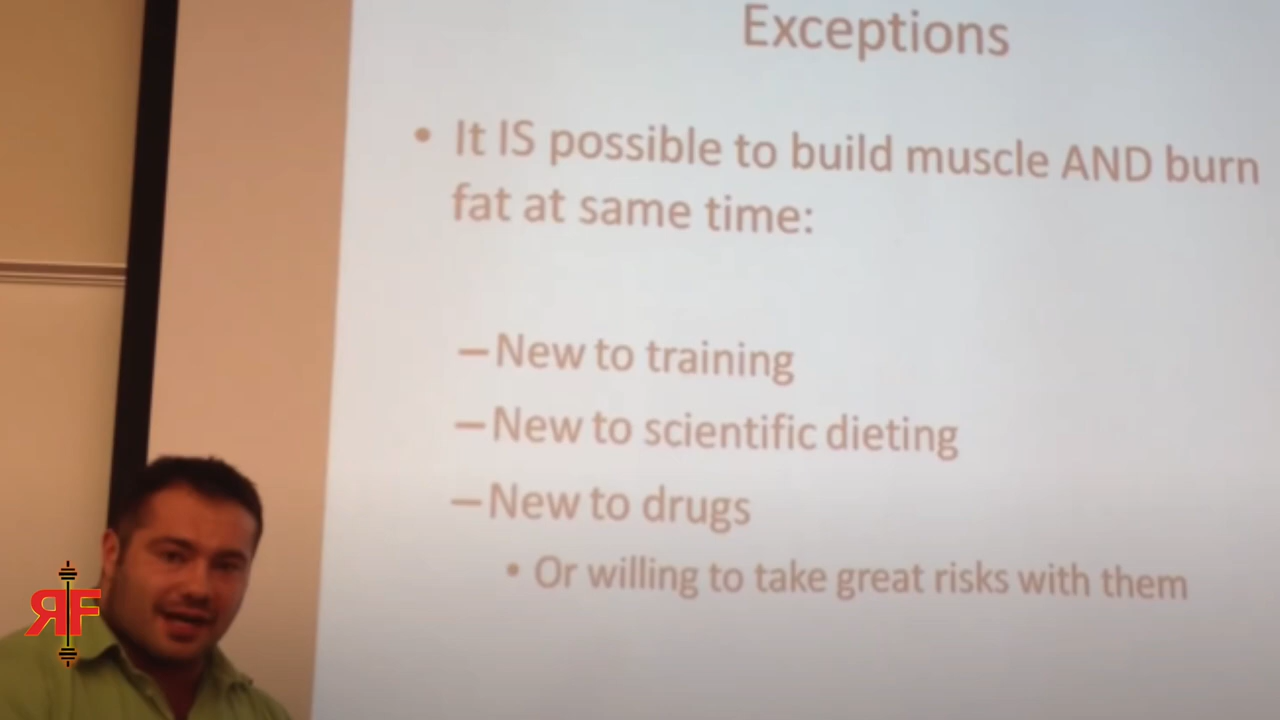 Exceptions
• It IS possible to build muscle AND burn
fat at same time:
– New to training
– New to scientific dieting
– New to drugs
• Or willing to take great risks with them
RF